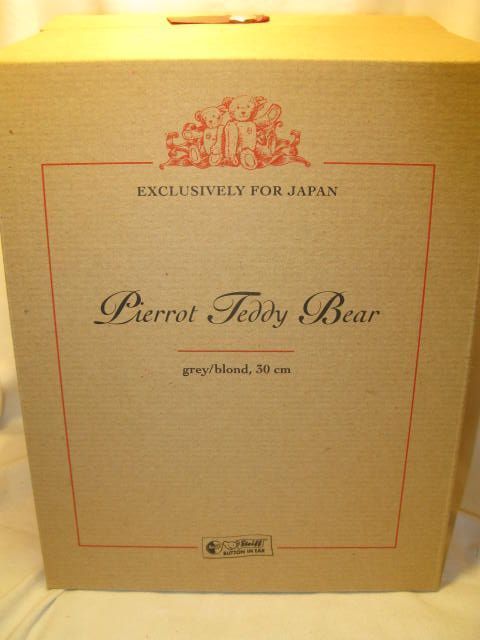 EXCLUSIVELY FOR JAPAN
Pierrot Teddy Bear
grey/blond, 30 cm
Steiff
BUTTON IN EAR